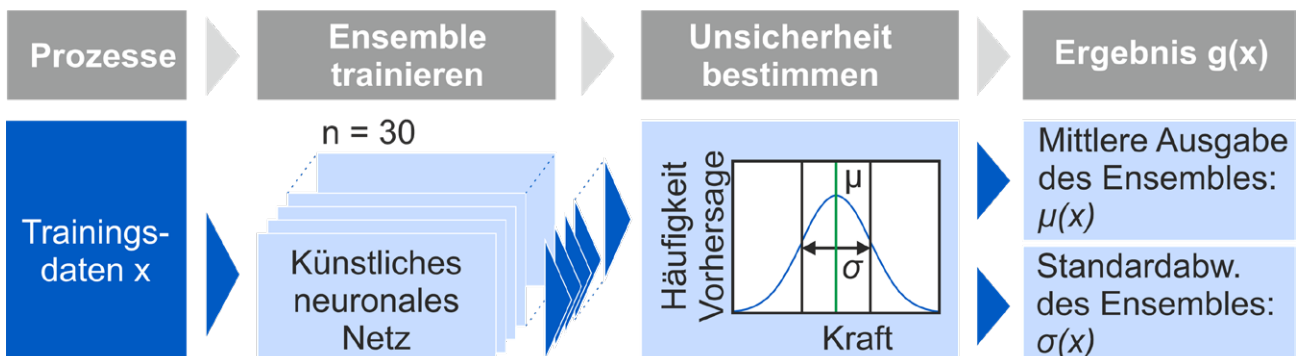 Prozesse
Ensemble
trainieren
Unsicherheit
bestimmen
Ergebnis g(x)
Trainings-
daten x
n = 30
Künstliches
neuronales
Netz
Häufigkeit
Vorhersage
μ
σ
Kraft
Mittlere Ausgabe
des Ensembles:
μ(x)
Standardabw.
des Ensembles:
σ(x)